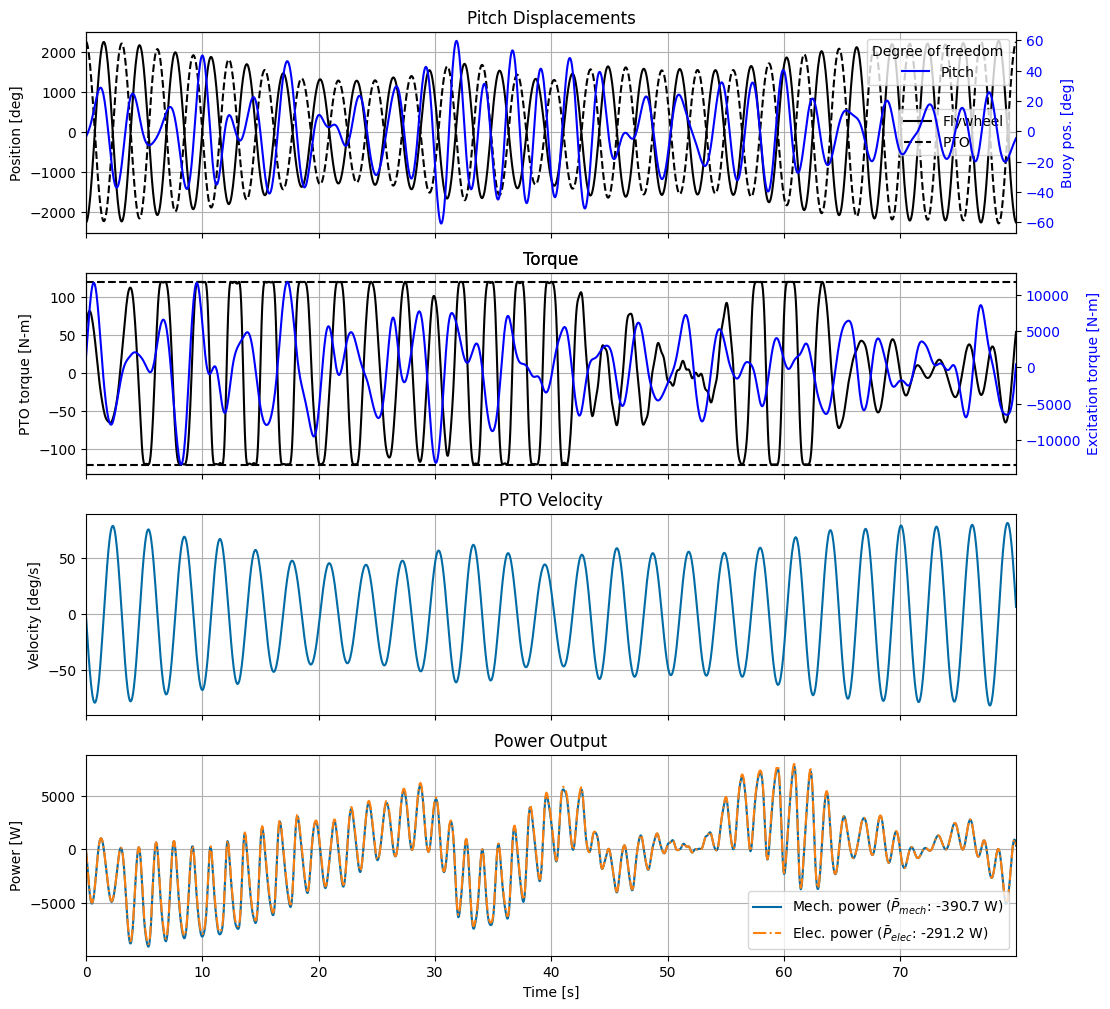 Pitch Displacements
Position [deg]
2000
1000
0
−1000
−2000
Degree of freedom
Pitch
Flywheel
PTO
60
40
20
0
−20
−40
−60
Buoy pos. [deg]
Torque
PTO torque [N-m]
100
50
0
−50
−100
10000
5000
0
−5000
−10000
Excitation torque [N-m]
PTO Velocity
Velocity [deg/s]
50
0
−50
Power Output
Power [W]
5000
0
−5000
Mech. power (P̄mech: -390.7 W)
Elec. power (P̄elec: -291.2 W)
0 10 20 30 40 50 60 70
Time [s]